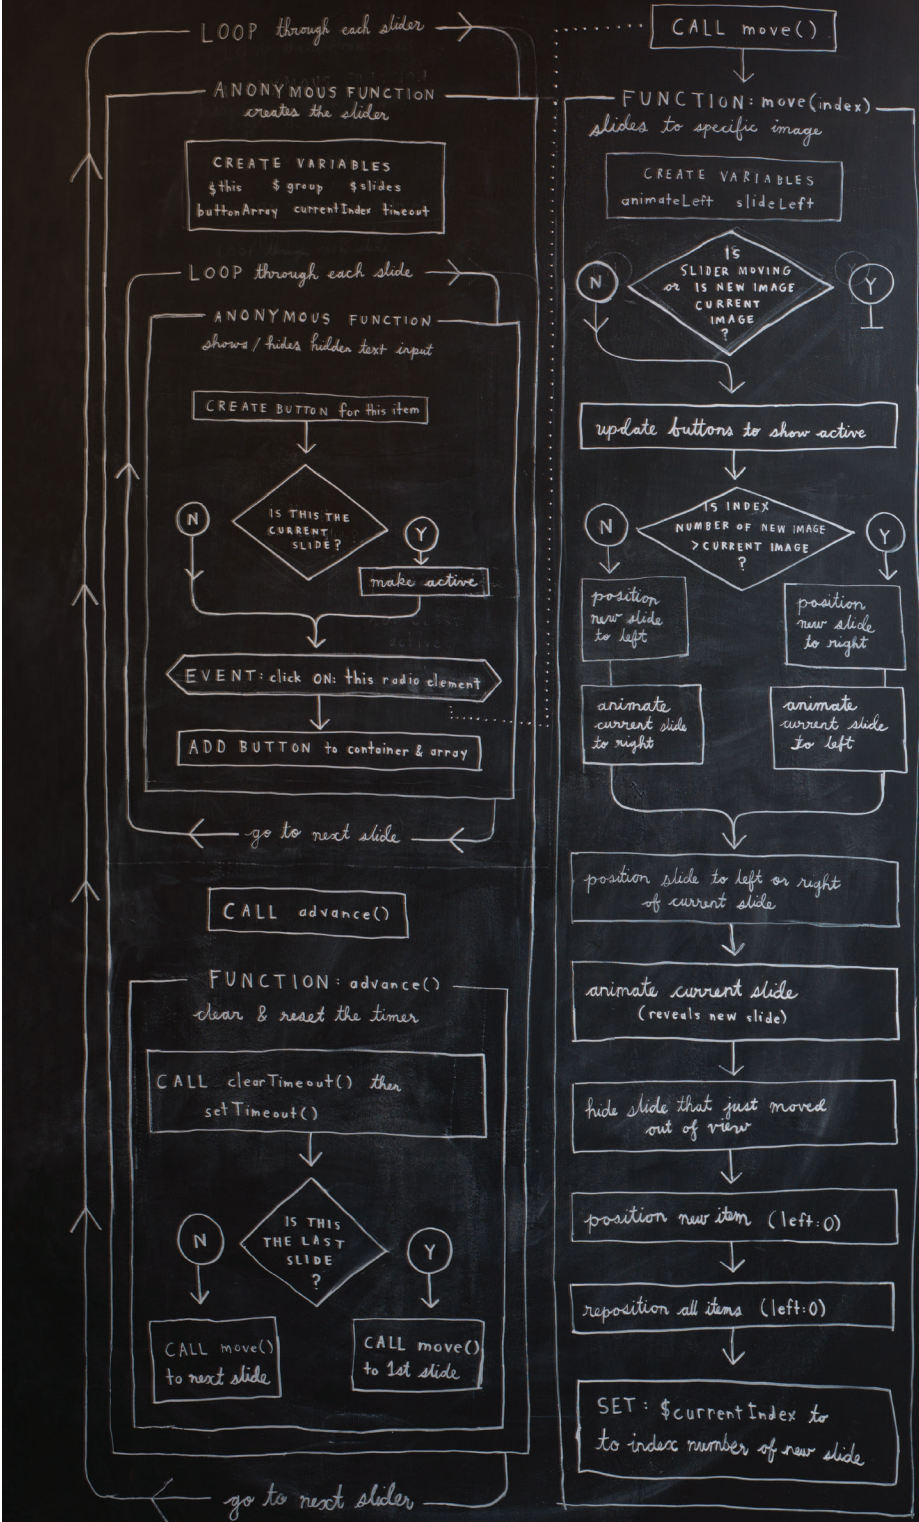 LOOP through each slider
ANONYMOUS FUNCTION
creates the slider
CREATE VARIABLES
$this $group $slides
buttonArray currentIndex timeout
LOOP through each slide
ANONYMOUS FUNCTION
shows/hides hidden text input
CREATE BUTTON for this item
IS THIS THE
CURRENT
SLIDE?
N
Y
make active
EVENT: click ON: this radio element
ADD BUTTON to container & array
go to next slide
CALL advance()
FUNCTION: advance()
clear & reset the timer
CALL clearTimeout() then
setTimeout()
IS THIS
THE LAST
SLIDE
?
N
Y
CALL move()
to next slide
CALL move()
to 1st slide
go to next slider
CALL move()
FUNCTION: move(index)
slides to specific image
CREATE VARIABLES
animateLeft slideLeft
IS
SLIDER MOVING
or IS NEW IMAGE
CURRENT
IMAGE
?
N
Y
update buttons to show active
IS INDEX
NUMBER OF NEW IMAGE
>CURRENT IMAGE
?
N
Y
position
new slide
to left
position
new slide
to right
animate
current slide
to right
animate
current slide
to left
position slide to left or right
of current slide
animate current slide
(reveals new slide)
hide slide that just moved
out of view
position new item (left:0)
reposition all items (left:0)
SET: $currentIndex to
to index number of new slide